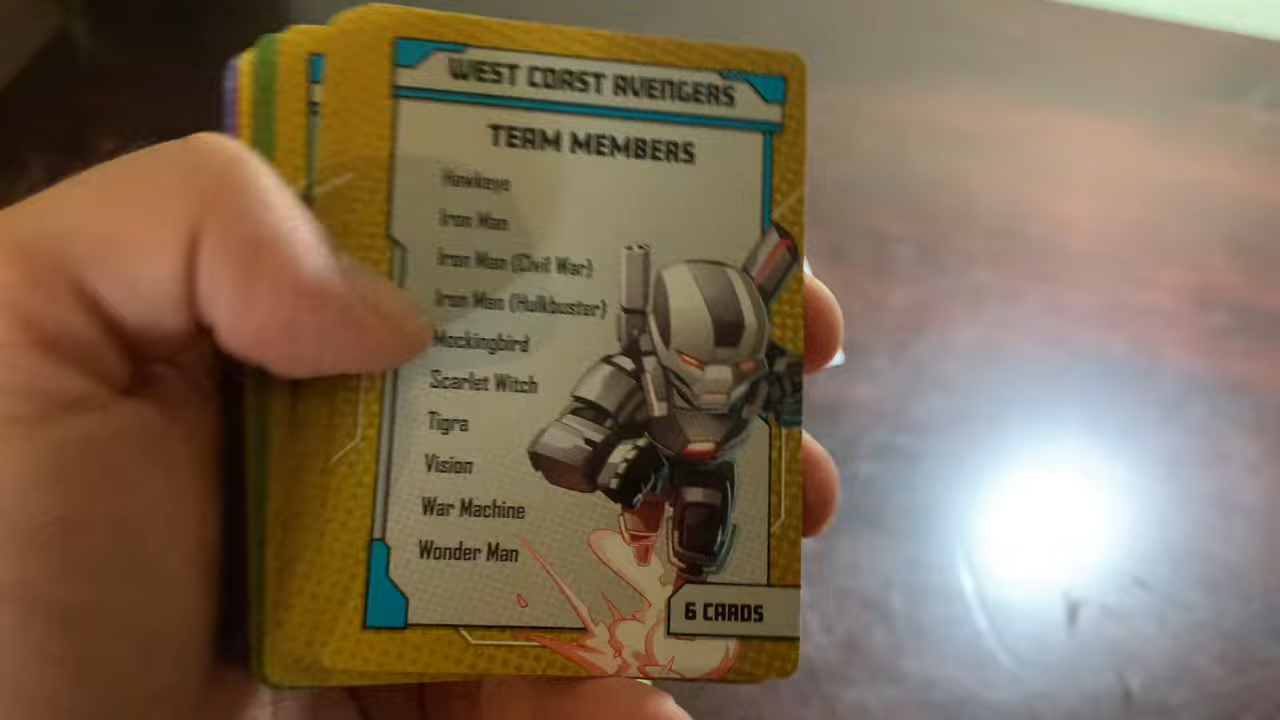 WEST COAST AVENGERS
TEAM MEMBERS
Hawkeye
Iron Man
Iron Man (Civil War)
Iron Man (Hulkbuster)
Mockingbird
Scarlet Witch
Tigra
Vision
War Machine
Wonder Man
6 CARDS